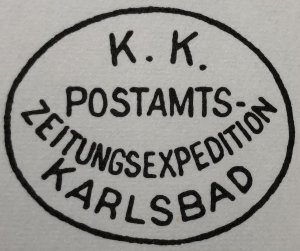 K. K.
POSTAMTS-
ZEITUNGSEXPEDITION
KARLSBAD